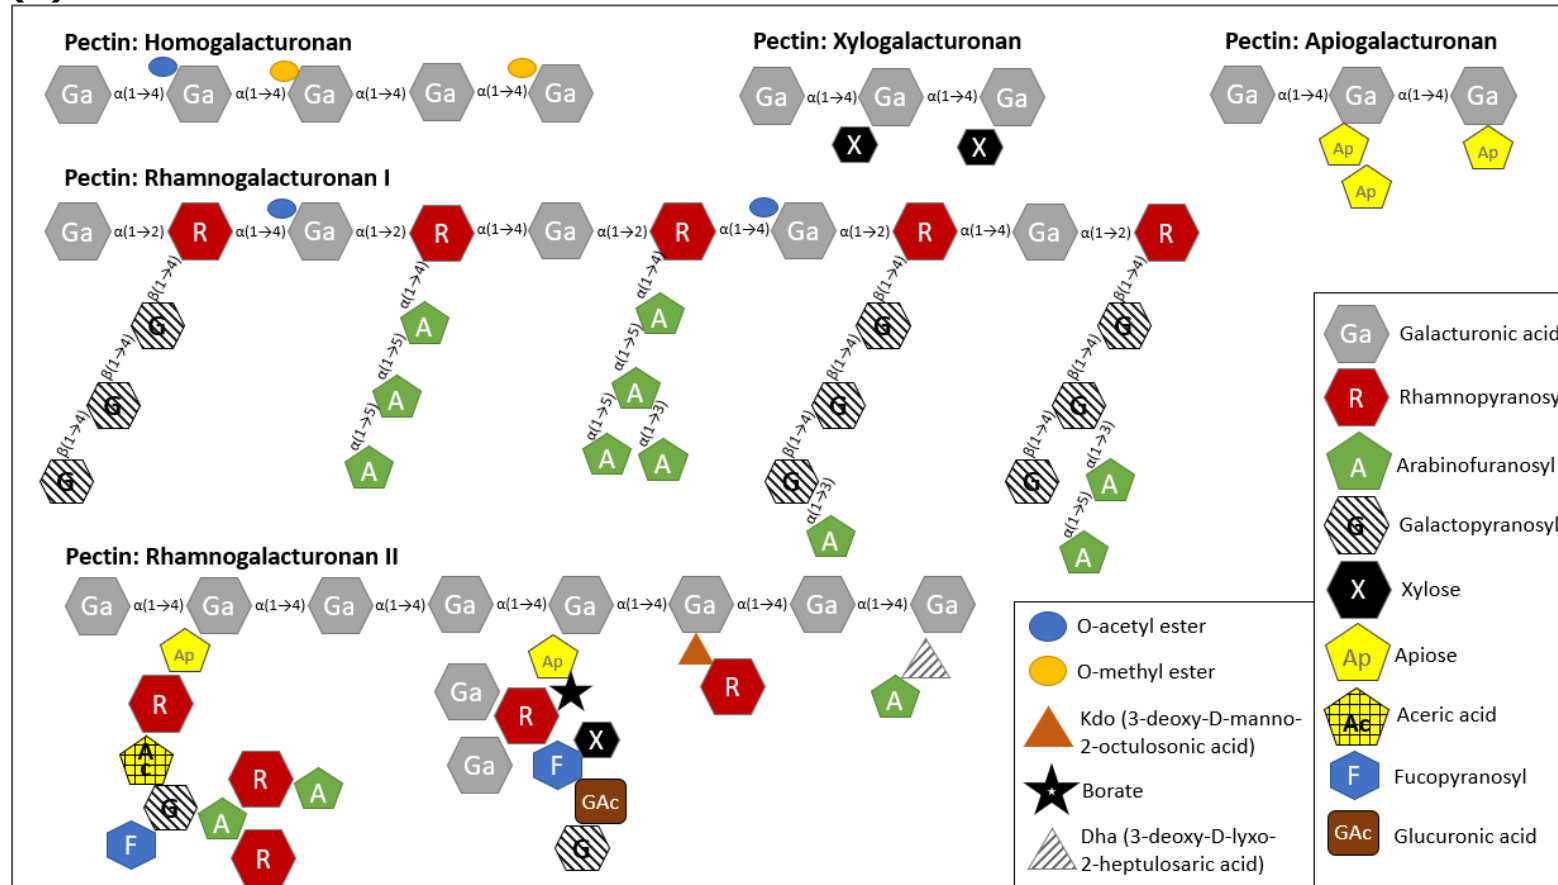 Pectin: Homogalacturonan
Ga α(1→4) Ga α(1→4) Ga α(1→4) Ga α(1→4) Ga
Pectin: Xylogalacturonan
Ga α(1→4) Ga α(1→4) Ga
X X
Pectin: Apiogalacturonan
Ga α(1→4) Ga α(1→4) Ga
Ap Ap
Ap
Pectin: Rhamnogalacturonan I
Ga α(1→2) R α(1→4) Ga α(1→2) R α(1→4) Ga α(1→2) R α(1→4) Ga α(1→2) R α(1→4) Ga α(1→2) R
β(1→4) G β(1→4) G β(1→4) G
α(1→4) A α(1→5) A α(1→5) A
α(1→4) A α(1→5) A α(1→5) A α(1→3) A
β(1→4) G β(1→4) G β(1→4) G α(1→3) A
β(1→4) G β(1→4) G β(1→4) G α(1→3) A α(1→5) A
Pectin: Rhamnogalacturonan II
Ga α(1→4) Ga α(1→4) Ga α(1→4) Ga α(1→4) Ga α(1→4) Ga α(1→4) Ga α(1→4) Ga
Ap
R
A
c
G
F
A
R
A
R
Ap
Ga
R
Ga
X
F
GAc
G
R
A
O-acetyl ester
O-methyl ester
Kdo (3-deoxy-D-manno-
2-octulosonic acid)
Borate
Dha (3-deoxy-D-lyxo-
2-heptulosaric acid)
Ga Galacturonic acid
R Rhamnopyranosy
A Arabinofuranosyl
G Galactopyranosyl
X Xylose
Ap Apiose
Ac Aceric acid
F Fucopyranosyl
GAc Glucuronic acid